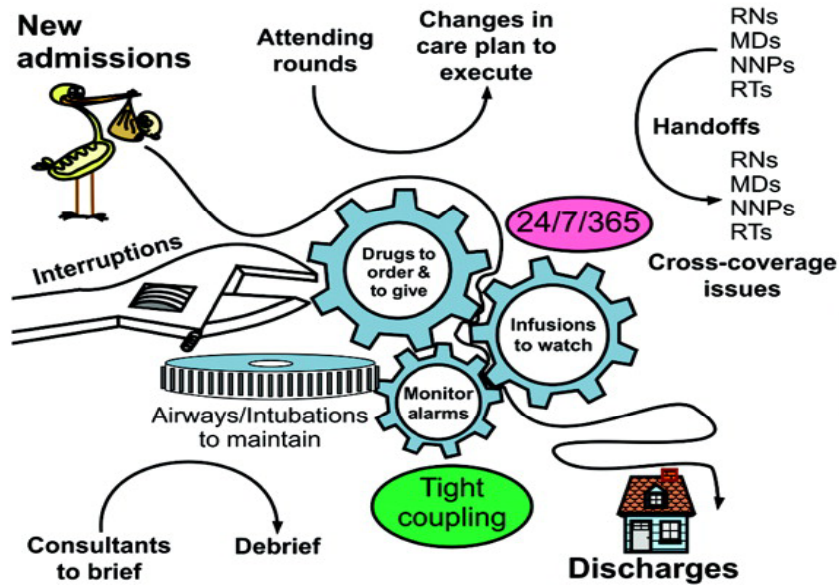 New
admissions
Attending
rounds
Changes in
care plan to
execute
RNs
MDs
NNPs
RTs
Handoffs
RNs
MDs
NNPs
RTs
Cross-coverage
issues
24/7/365
Interruptions
Drugs to
order &
to give
Infusions
to watch
Monitor
alarms
Airways/Intubations
to maintain
Tight
coupling
Consultants
to brief
Debrief
Discharges